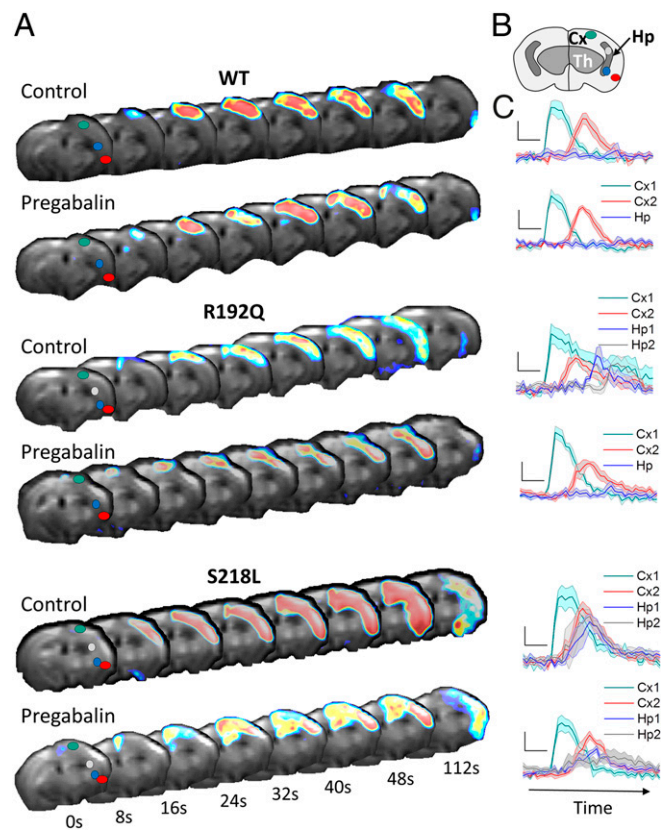 A
WT
Control
Pregabalin
R192Q
Control
Pregabalin
S218L
Control
Pregabalin
0s
8s
16s
24s
32s
40s
48s
112s
B
Cx
Hp
Th
C
Cx1
Cx2
Hp
Cx1
Cx2
Hp1
Hp2
Cx1
Cx2
Hp
Cx1
Cx2
Hp1
Hp2
Cx1
Cx2
Hp1
Hp2
Time